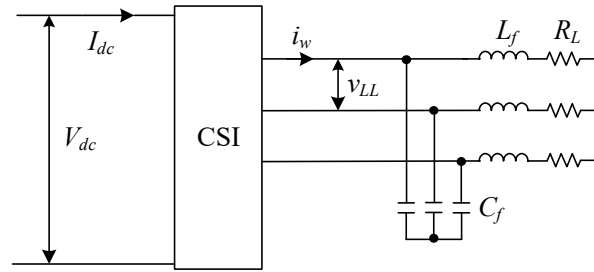 I_dc
i_w
L_f
R_L
v_LL
V_dc
CSI
C_f